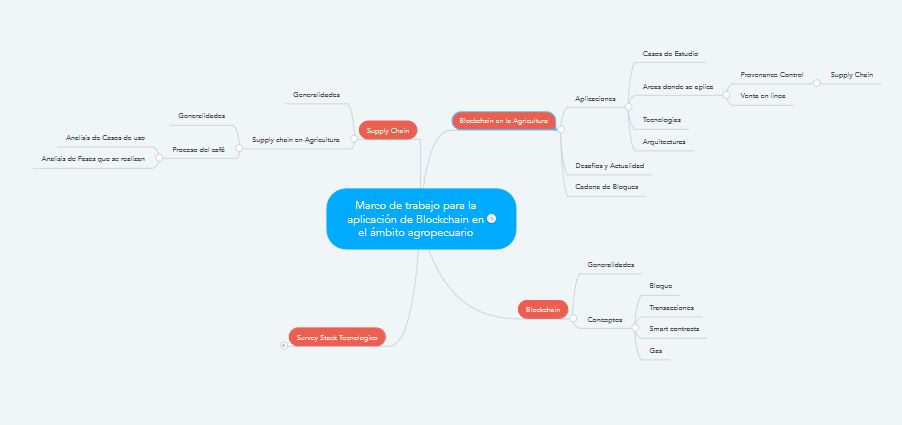 Casos de Estudio
Provenance Control
Supply Chain
Areas donde se aplica
Venta en linea
Aplicaciones
Tecnologias
Arquitecturas
Blockchain en la Agricultura
Desafios y Actualidad
Cadena de Bloques
Generalidades
Supply Chain
Generalidades
Supply chain en Agriculture
Analisis de Casos de uso
Proceso del café
Analisis de Fases que se realizan
Marco de trabajo para la
aplicación de Blockchain en
el ámbito agropecuario
Generalidades
Blockchain
Conceptos
Bloque
Transacciones
Smart contracts
Gas
Survey Stack Tecnologico